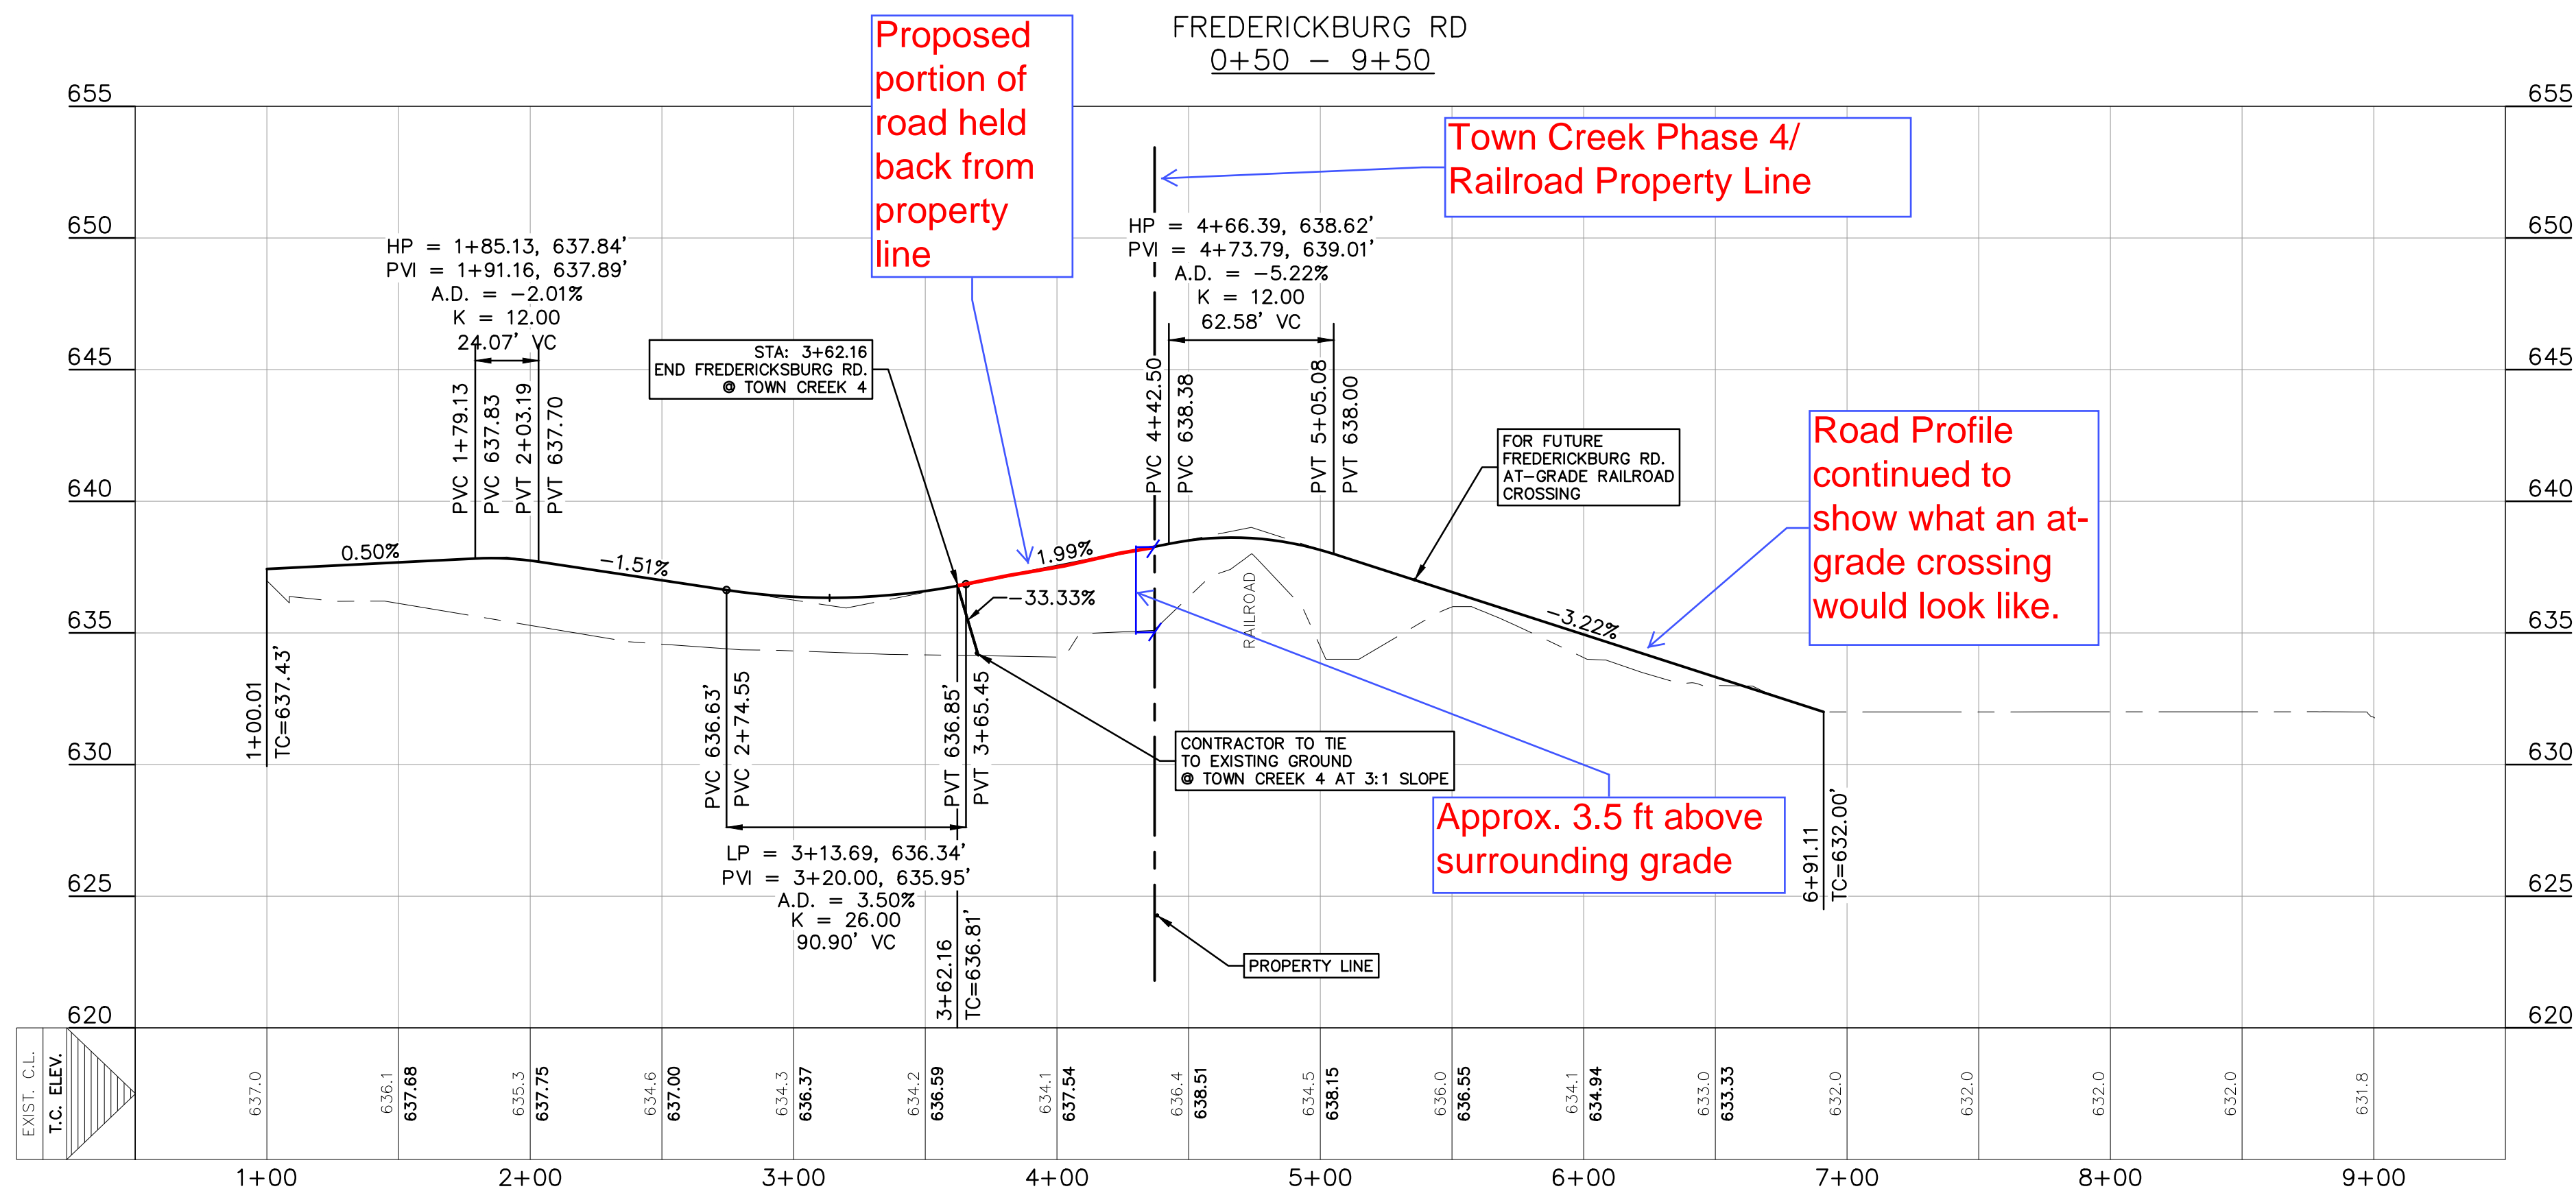 FREDERICKBURG RD
0+50 - 9+50
Proposed
portion of
road held
back from
property
line
Town Creek Phase 4/
Railroad Property Line
655
655
650
650
645
645
640
640
635
635
630
630
625
625
620
620
HP = 1+85.13, 637.84'
PVI = 1+91.16, 637.89'
A.D. = -2.01%
K = 12.00
24.07' VC
PVC 1+79.13
PVC 637.83
PVT 2+03.19
PVT 637.70
STA: 3+62.16
END FREDERICKSBURG RD.
@ TOWN CREEK 4
HP = 4+66.39, 638.62'
PVI = 4+73.79, 639.01'
A.D. = -5.22%
K = 12.00
62.58' VC
PVC 4+42.50
PVC 638.38
PVT 5+05.08
PVT 638.00
FOR FUTURE
FREDERICKBURG RD.
AT-GRADE RAILROAD
CROSSING
Road Profile
continued to
show what an at-
grade crossing
would look like.
0.50%
-1.51%
1.99%
-33.33%
-3.22%
RAILROAD
1+00.01
TC=637.43'
PVC 636.63'
PVC 2+74.55
PVT 636.85'
PVT 3+65.45
LP = 3+13.69, 636.34'
PVI = 3+20.00, 635.95'
A.D. = 3.50%
K = 26.00
90.90' VC
3+62.16
TC=636.81'
CONTRACTOR TO TIE
TO EXISTING GROUND
@ TOWN CREEK 4 AT 3:1 SLOPE
Approx. 3.5 ft above
surrounding grade
PROPERTY LINE
6+91.11
TC=632.00'
EXIST. C.L.
T.C. ELEV.
637.0
636.1
637.68
635.3
637.75
634.6
637.00
634.3
636.37
634.2
636.59
634.1
637.54
636.4
638.51
634.5
638.15
636.0
636.55
634.1
634.94
633.0
633.33
632.0
632.0
632.0
632.0
631.8
1+00
2+00
3+00
4+00
5+00
6+00
7+00
8+00
9+00